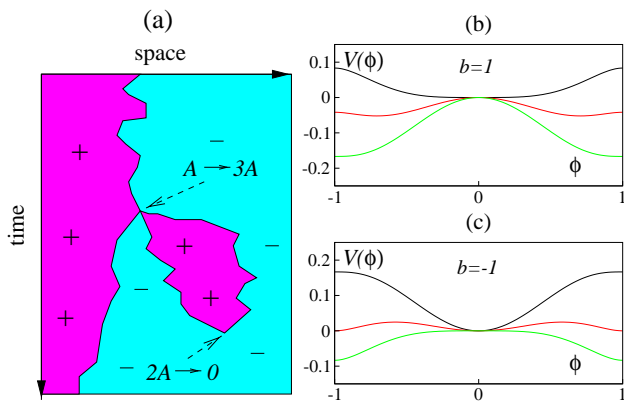 (a)
space
time
+
−
A → 3A
+
+
−
−
+
+
−
2A → 0
−
(b)
V(ϕ)
b=1
0.1
0
-0.1
-0.2
ϕ
-1
0
1
(c)
V(ϕ)
b=-1
0.2
0.1
0
-0.1
ϕ
-1
0
1